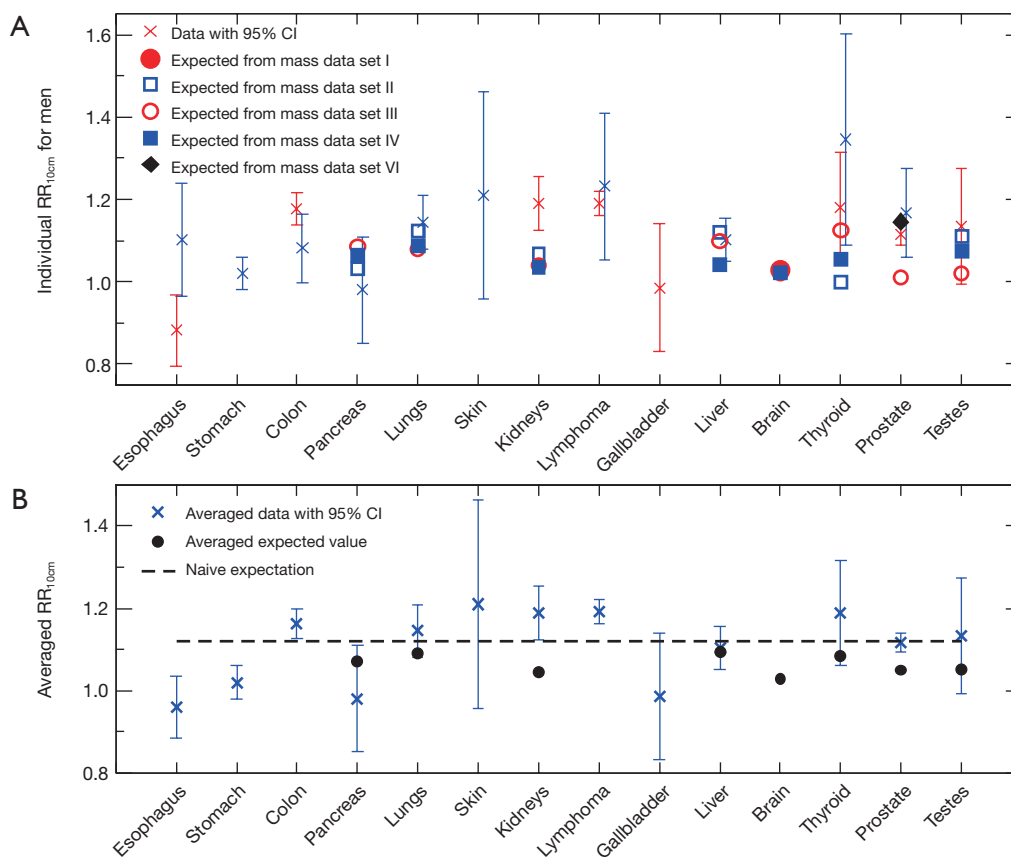 A
Individual RR10cm for men
1.6
1.4
1.2
1.0
0.8
Data with 95% CI
Expected from mass data set I
Expected from mass data set II
Expected from mass data set III
Expected from mass data set IV
Expected from mass data set VI
Esophagus
Stomach
Colon
Pancreas
Lungs
Skin
Kidneys
Lymphoma
Gallbladder
Liver
Brain
Thyroid
Prostate
Testes
B
Averaged RR10cm
1.4
1.2
1.0
0.8
Averaged data with 95% CI
Averaged expected value
Naive expectation
Esophagus
Stomach
Colon
Pancreas
Lungs
Skin
Kidneys
Lymphoma
Gallbladder
Liver
Brain
Thyroid
Prostate
Testes